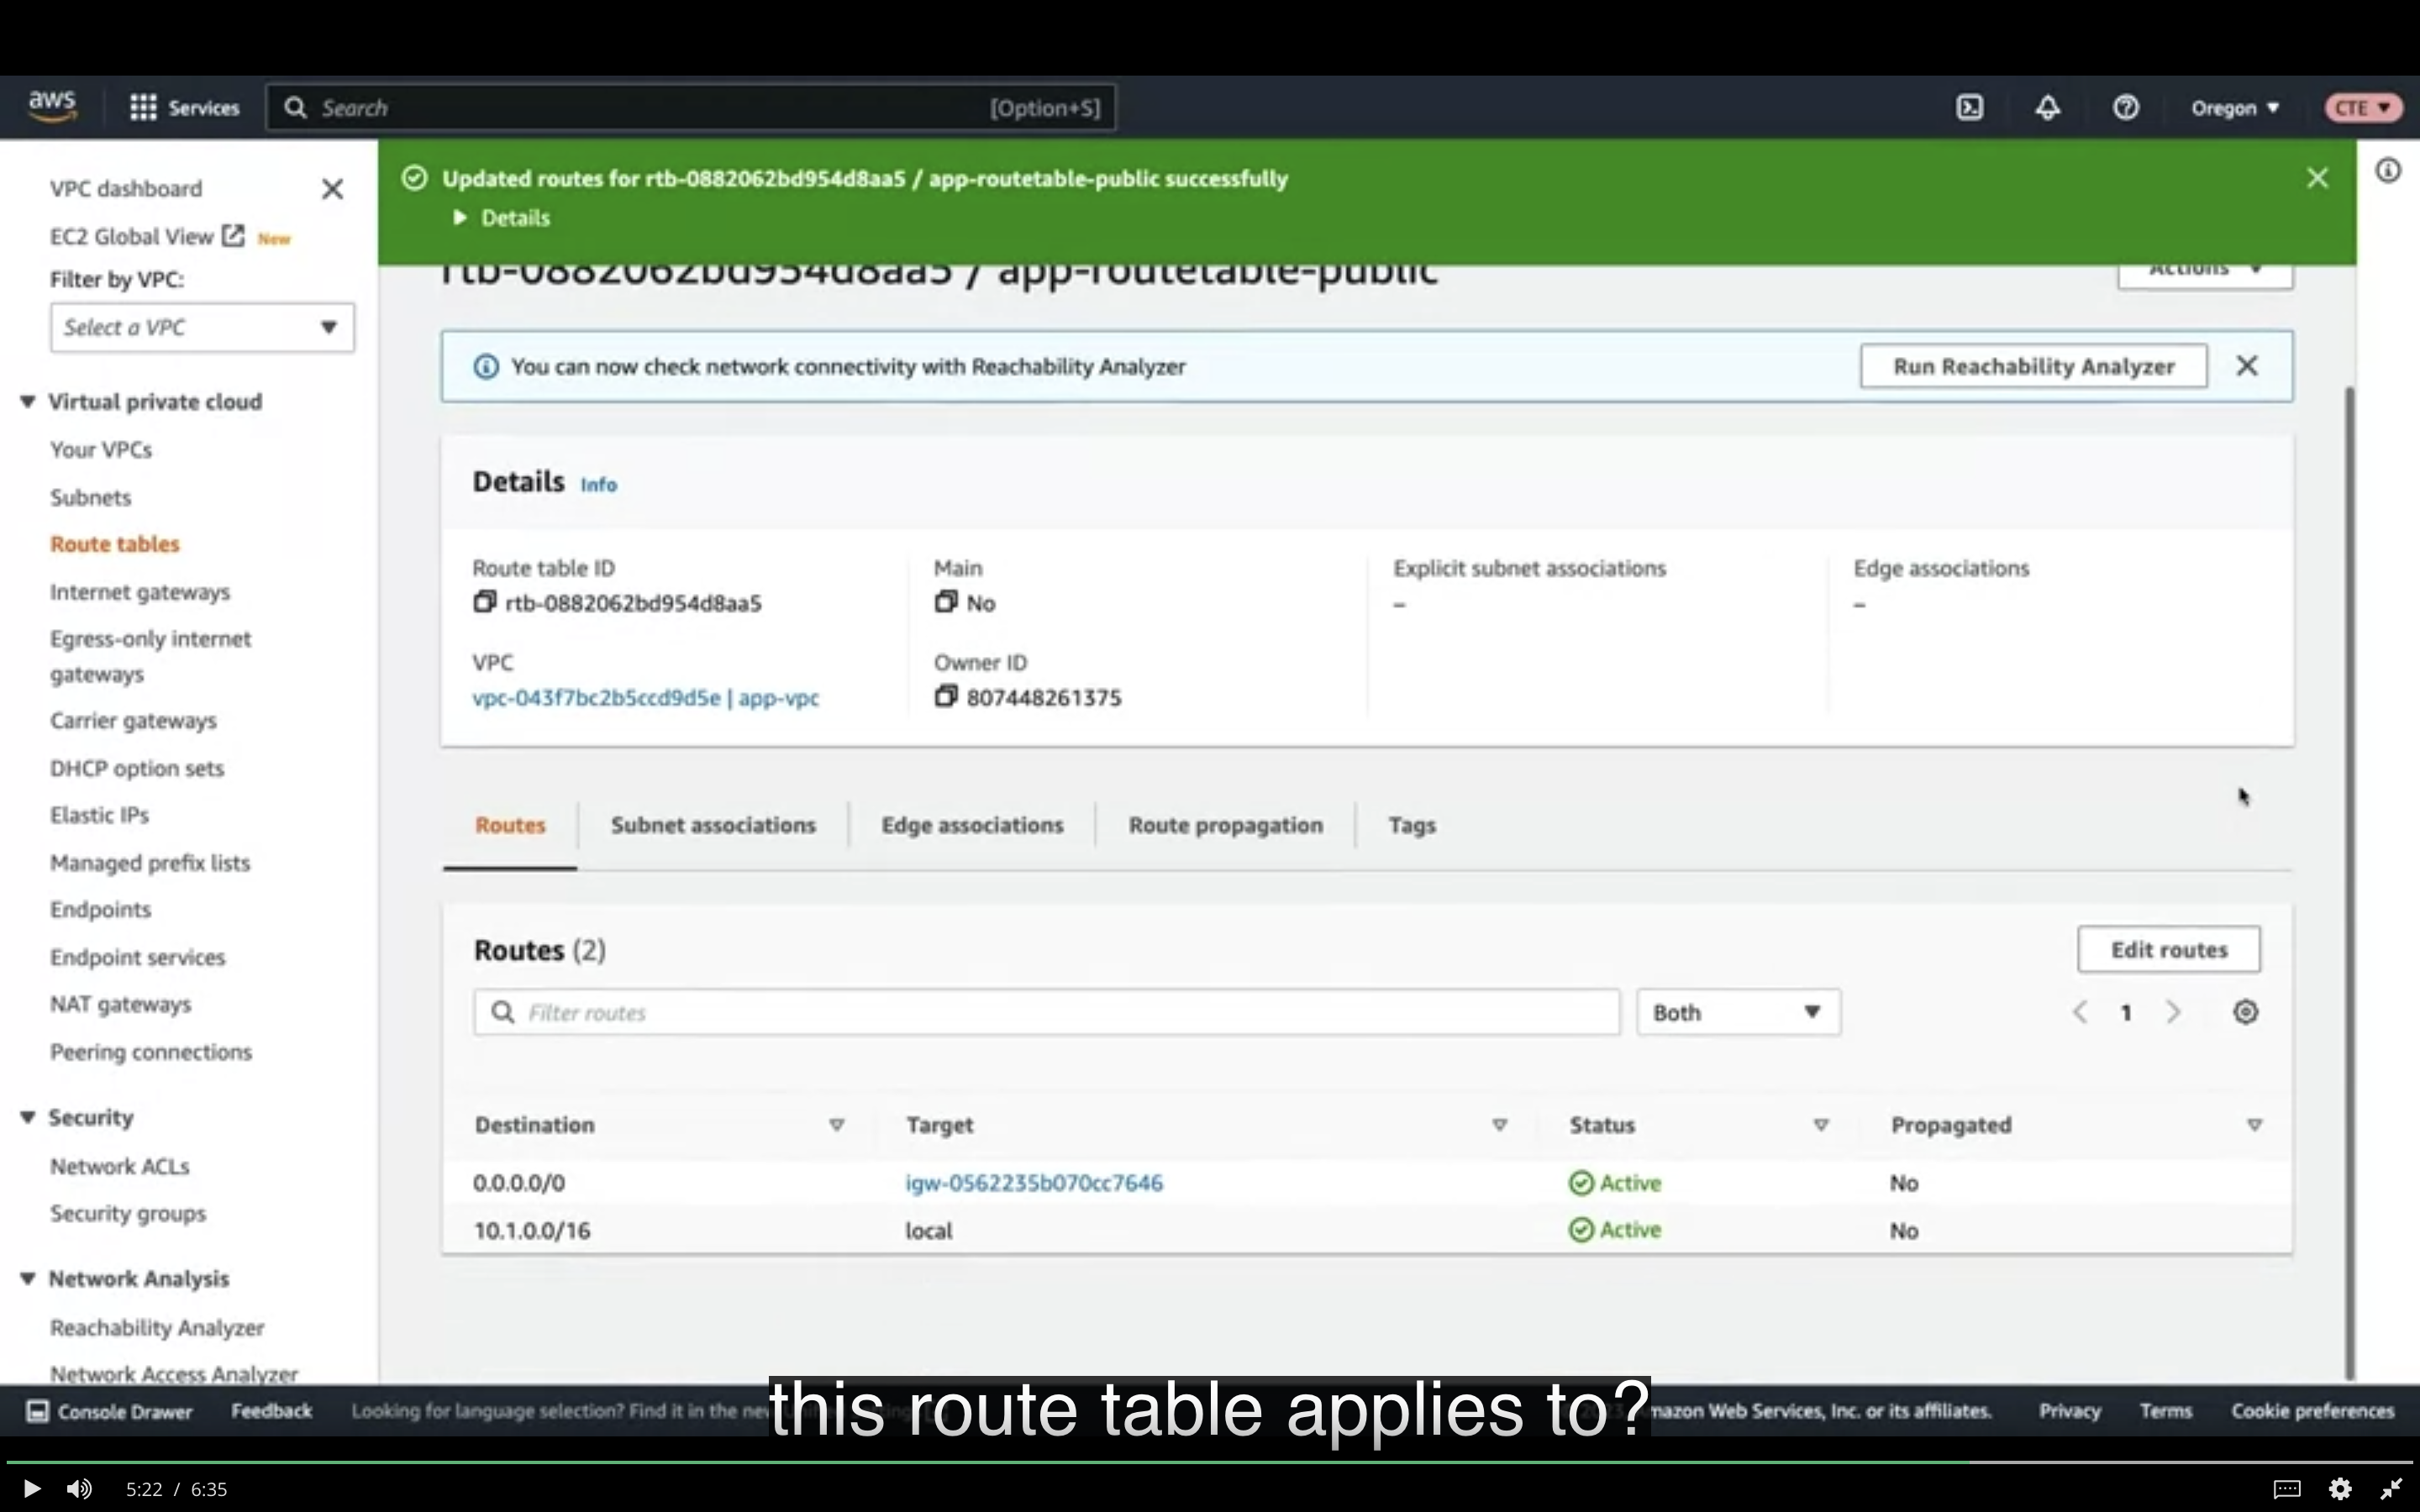 aws
Services
Search
[Option+S]
Oregon
CTE
VPC dashboard
EC2 Global View
New
Filter by VPC:
Select a VPC
Virtual private cloud
Your VPCs
Subnets
Route tables
Internet gateways
Egress-only internet
gateways
Carrier gateways
DHCP option sets
Elastic IPs
Managed prefix lists
Endpoints
Endpoint services
NAT gateways
Peering connections
Security
Network ACLs
Security groups
Network Analysis
Reachability Analyzer
Network Access Analyzer
Updated routes for rtb-0882062bd954d8aa5 / app-routetable-public successfully
Details
rtb-0882062bd954d8aa5 / app-routetable-public
Actions
You can now check network connectivity with Reachability Analyzer
Run Reachability Analyzer
Details Info
Route table ID
rtb-0882062bd954d8aa5
Main
No
Explicit subnet associations
–
Edge associations
–
VPC
vpc-043f7bc2b5ccd9d5e | app-vpc
Owner ID
807448261375
Routes
Subnet associations
Edge associations
Route propagation
Tags
Routes (2)
Edit routes
Filter routes
Both
1
Destination
Target
Status
Propagated
0.0.0.0/0
igw-0562235b070cc7646
Active
No
10.1.0.0/16
local
Active
No
Console Drawer
Feedback
Looking for language selection? Find it in the
this route table applies to?
Web Services, Inc. or its affiliates.
Privacy
Terms
Cookie preferences
5:22 / 6:35